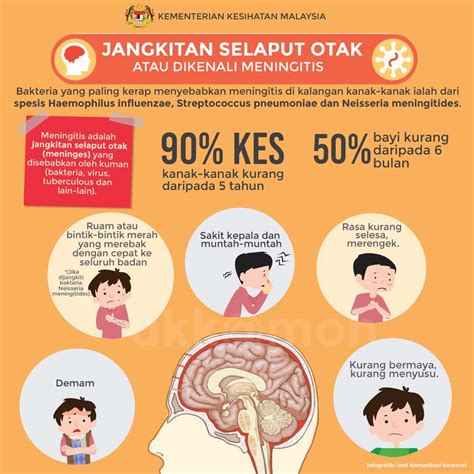 KEMENTERIAN KESIHATAN MALAYSIA
JANGKITAN SELAPUT OTAK
ATAU DIKENALI MENINGITIS
Bakteria yang paling kerap menyebabkan meningitis di kalangan kanak-kanak ialah dari
spesis Haemophilus influenzae, Streptococcus pneumoniae dan Neisseria meningitides.
Meningitis adalah
jangkitan selaput otak
(meninges) yang
disebabkan oleh kuman
(bakteria, virus,
tuberculous dan
lain-lain).
90% KES
kanak-kanak kurang
daripada 5 tahun
50%
bayi kurang
daripada 6
bulan
Ruam atau
bintik-bintik merah
yang merebak
dengan cepat ke
seluruh badan
*(Jika
dijangkiti
bakteria
Neisseria
meningitides)
Sakit kepala dan
muntah-muntah
Rasa kurang
selesa,
merengek.
Demam
Kurang bermaya,
kurang menyusu.
Infografik: Unit Komunikasi Korporat